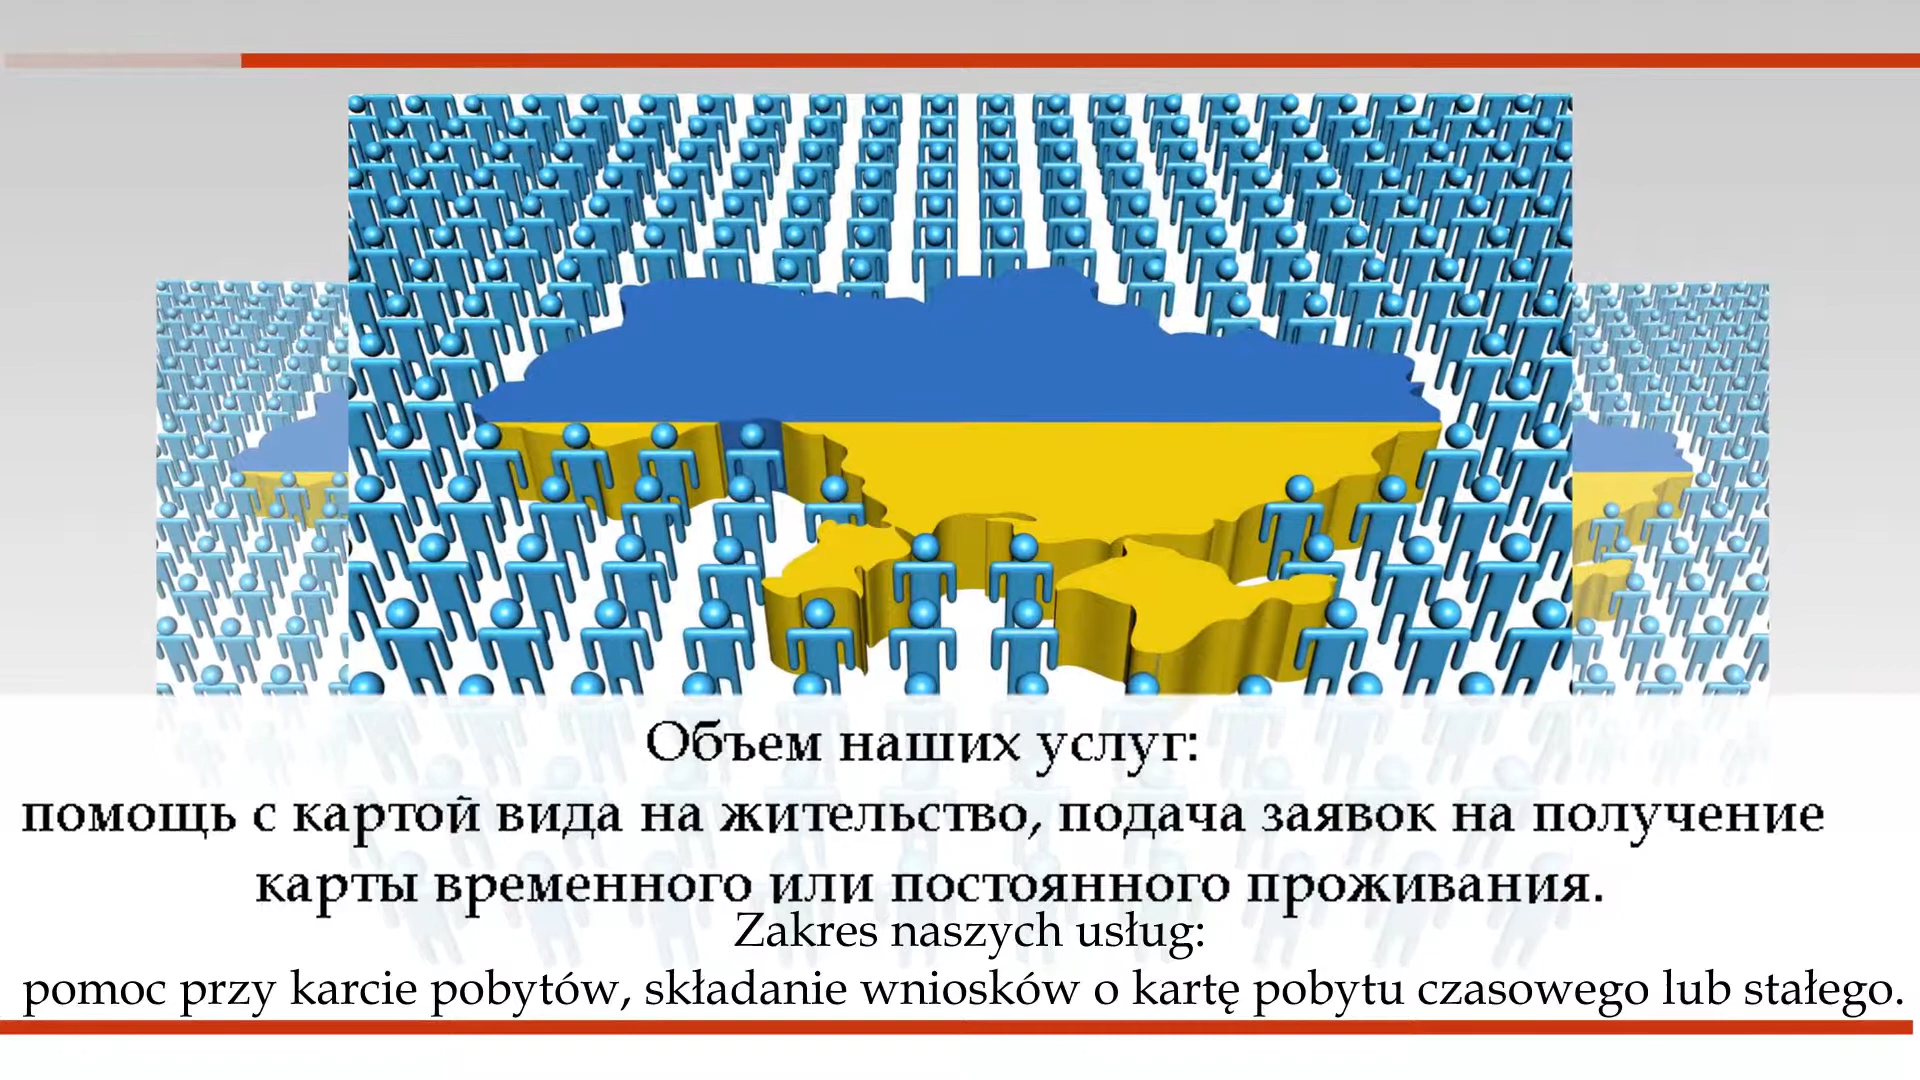 Объем наших услуг:
помощь с картой вида на жительство, подача заявок на получение
карты временного или постоянного проживания.
Zakres naszych usług:
pomoc przy karcie pobytów, składanie wniosków o kartę pobytu czasowego lub stałego.